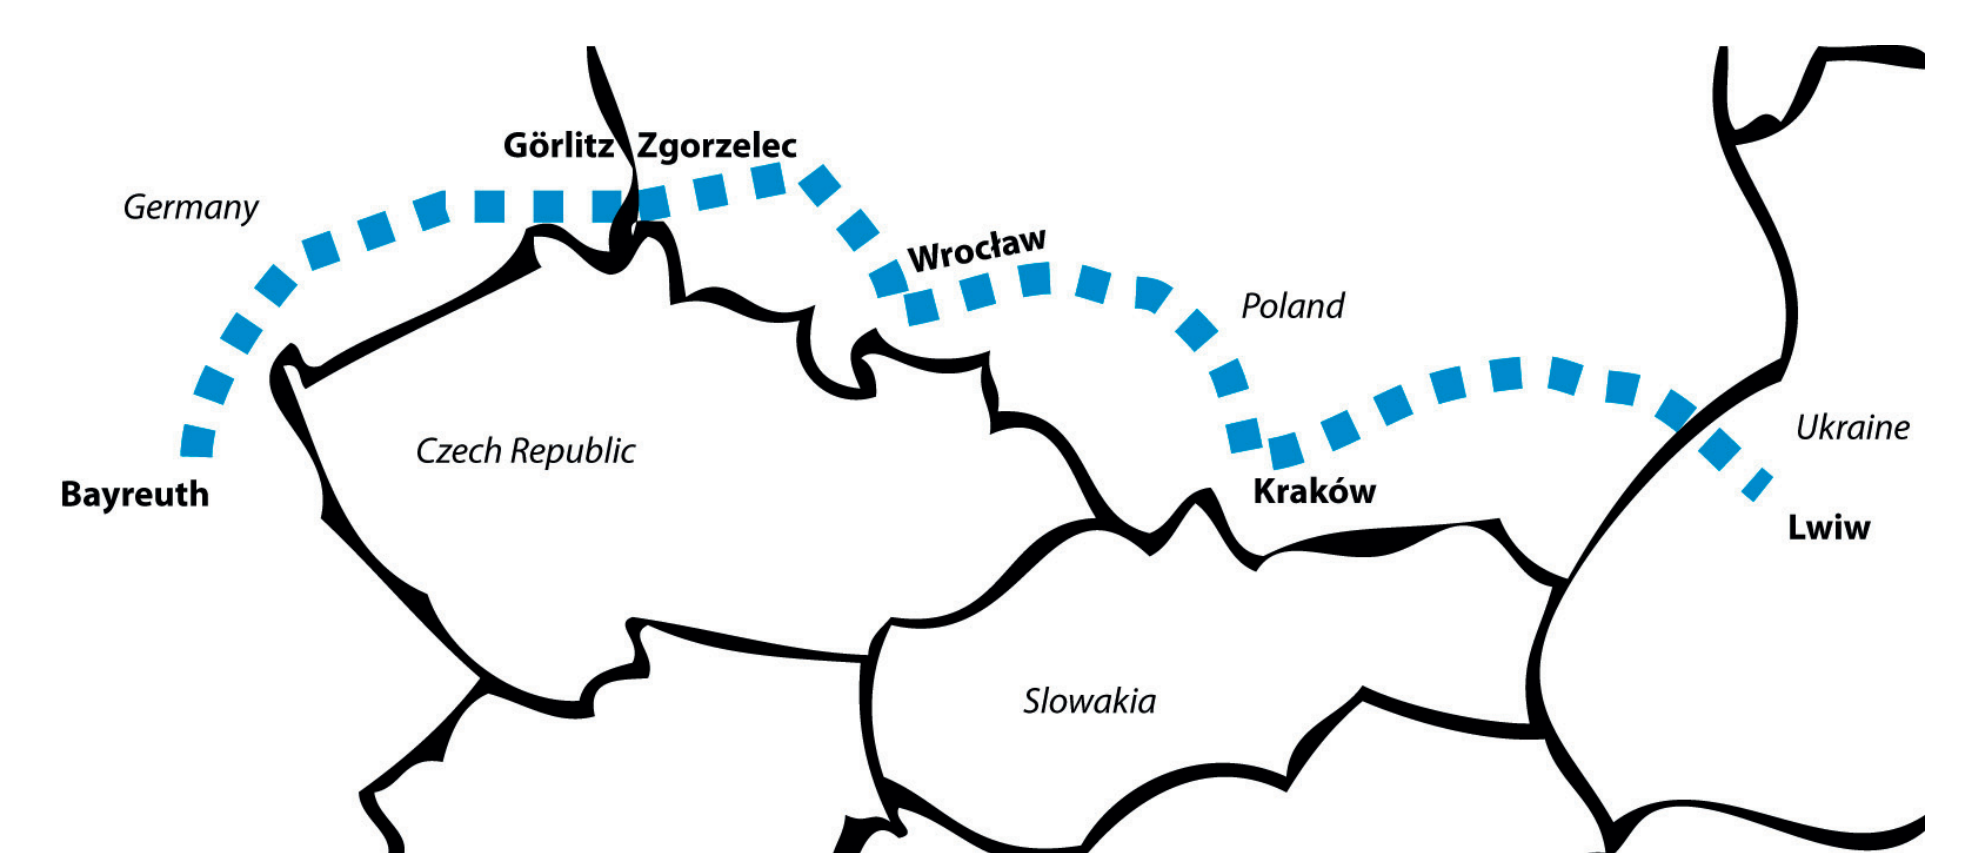 Görlitz Zgorzelec
Germany
Wrocław
Poland
Ukraine
Czech Republic
Bayreuth
Kraków
Lwiw
Slowakia